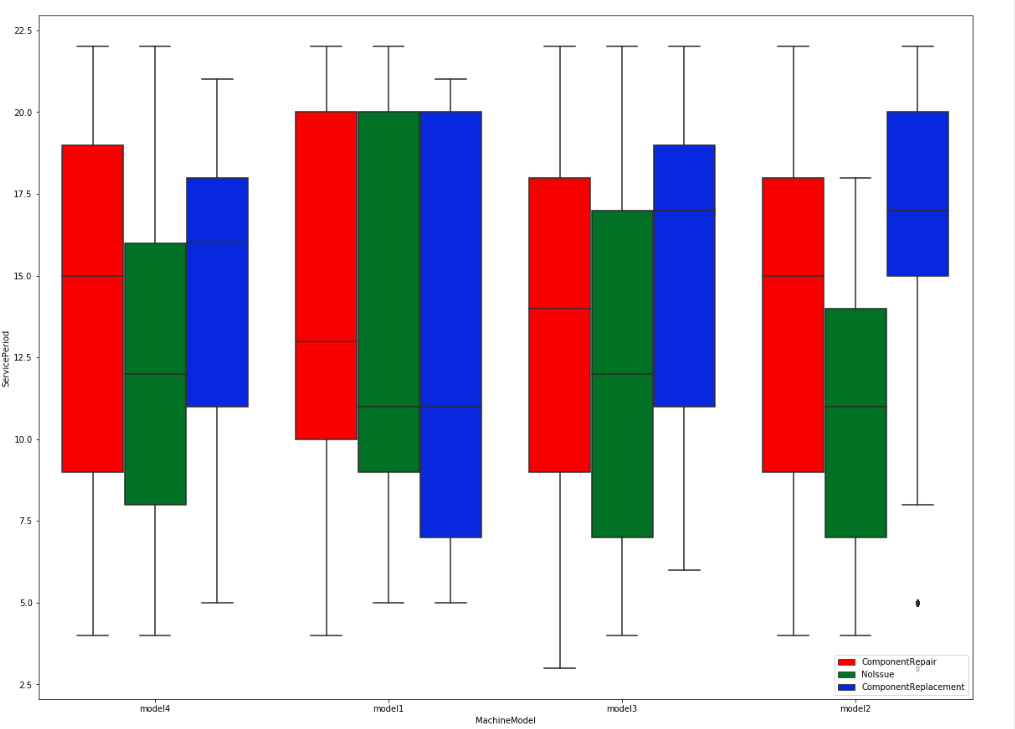 22.5
20.0
17.5
15.0
12.5
10.0
7.5
5.0
2.5
ServicePeriod
model4 model1 model3 model2
MachineModel
ComponentRepair
NoIssue
ComponentReplacement